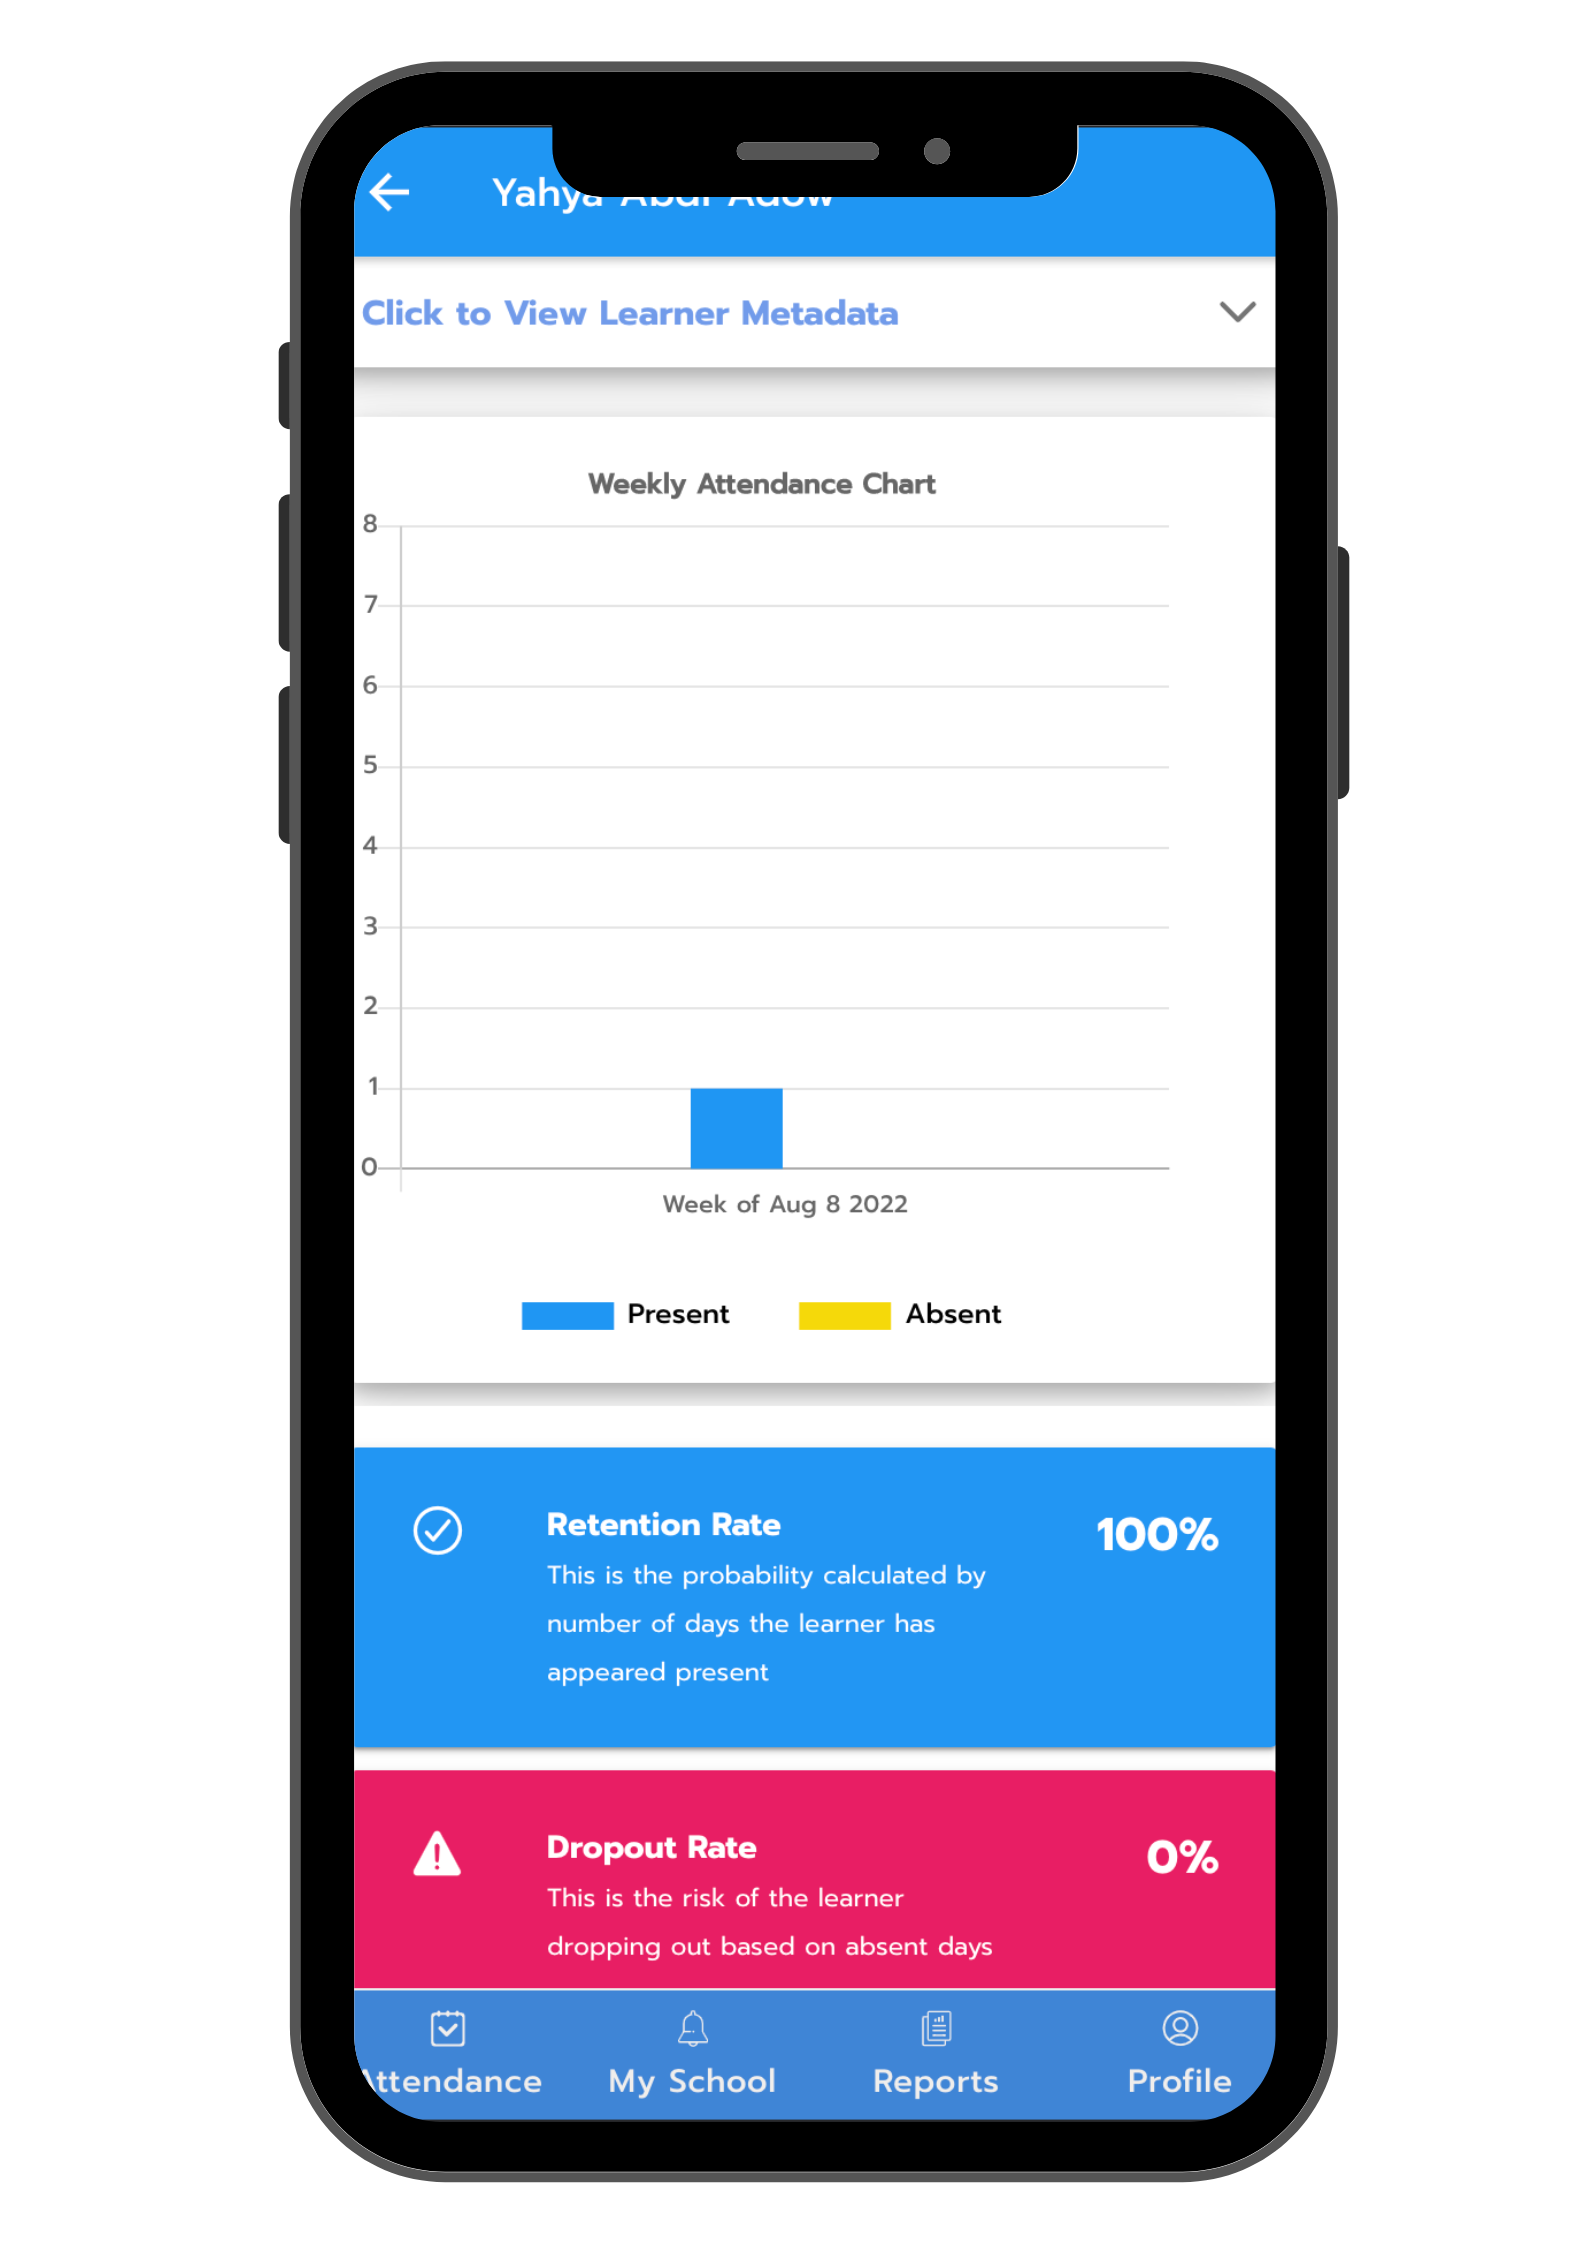 Yahya Abdi Adow
Click to View Learner Metadata
Weekly Attendance Chart
8
7
6
5
4
3
2
1
0
Week of Aug 8 2022
Present Absent
Retention Rate 100%
This is the probability calculated by
number of days the learner has
appeared present
Dropout Rate 0%
This is the risk of the learner
dropping out based on absent days
Attendance My School Reports Profile